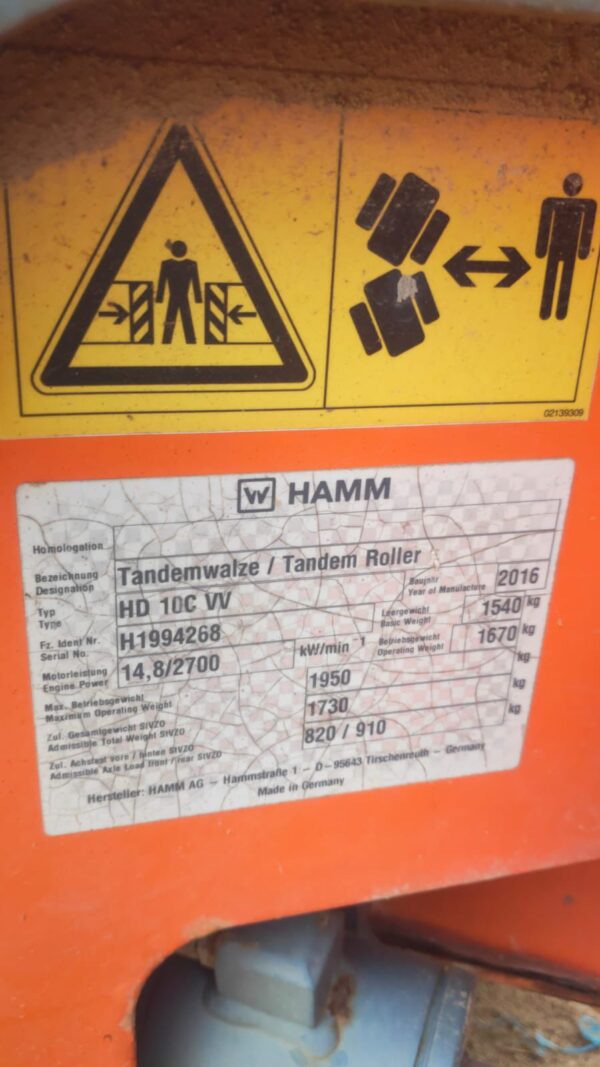 02139309
HAMM
Homologation
Bezeichnung
Designation
Tandemwalze / Tandem Roller
Typ
Type
HD 10C VV
Baujahr
Year of Manufacture
2016
Fz. Ident Nr.
Serial No.
H1994268
Leergewicht
Basic Weight
1540 kg
Motorleistung
Engine Power
14,8/2700
kW/min⁻¹
Betriebsgewicht
Operating Weight
1670 kg
Max. Betriebsgewicht
Maximum Operating Weight
1950 kg
Zul. Gesamtgewicht StVZO
Admissible Total Weight StVZO
1730 kg
Zul. Achslast vorn / hinten StVZO
Admissible Axle Load front / rear StVZO
820 / 910 kg
Hersteller: HAMM AG – Hammstraße 1 – D–95643 Tirschenreuth – Germany
Made in Germany